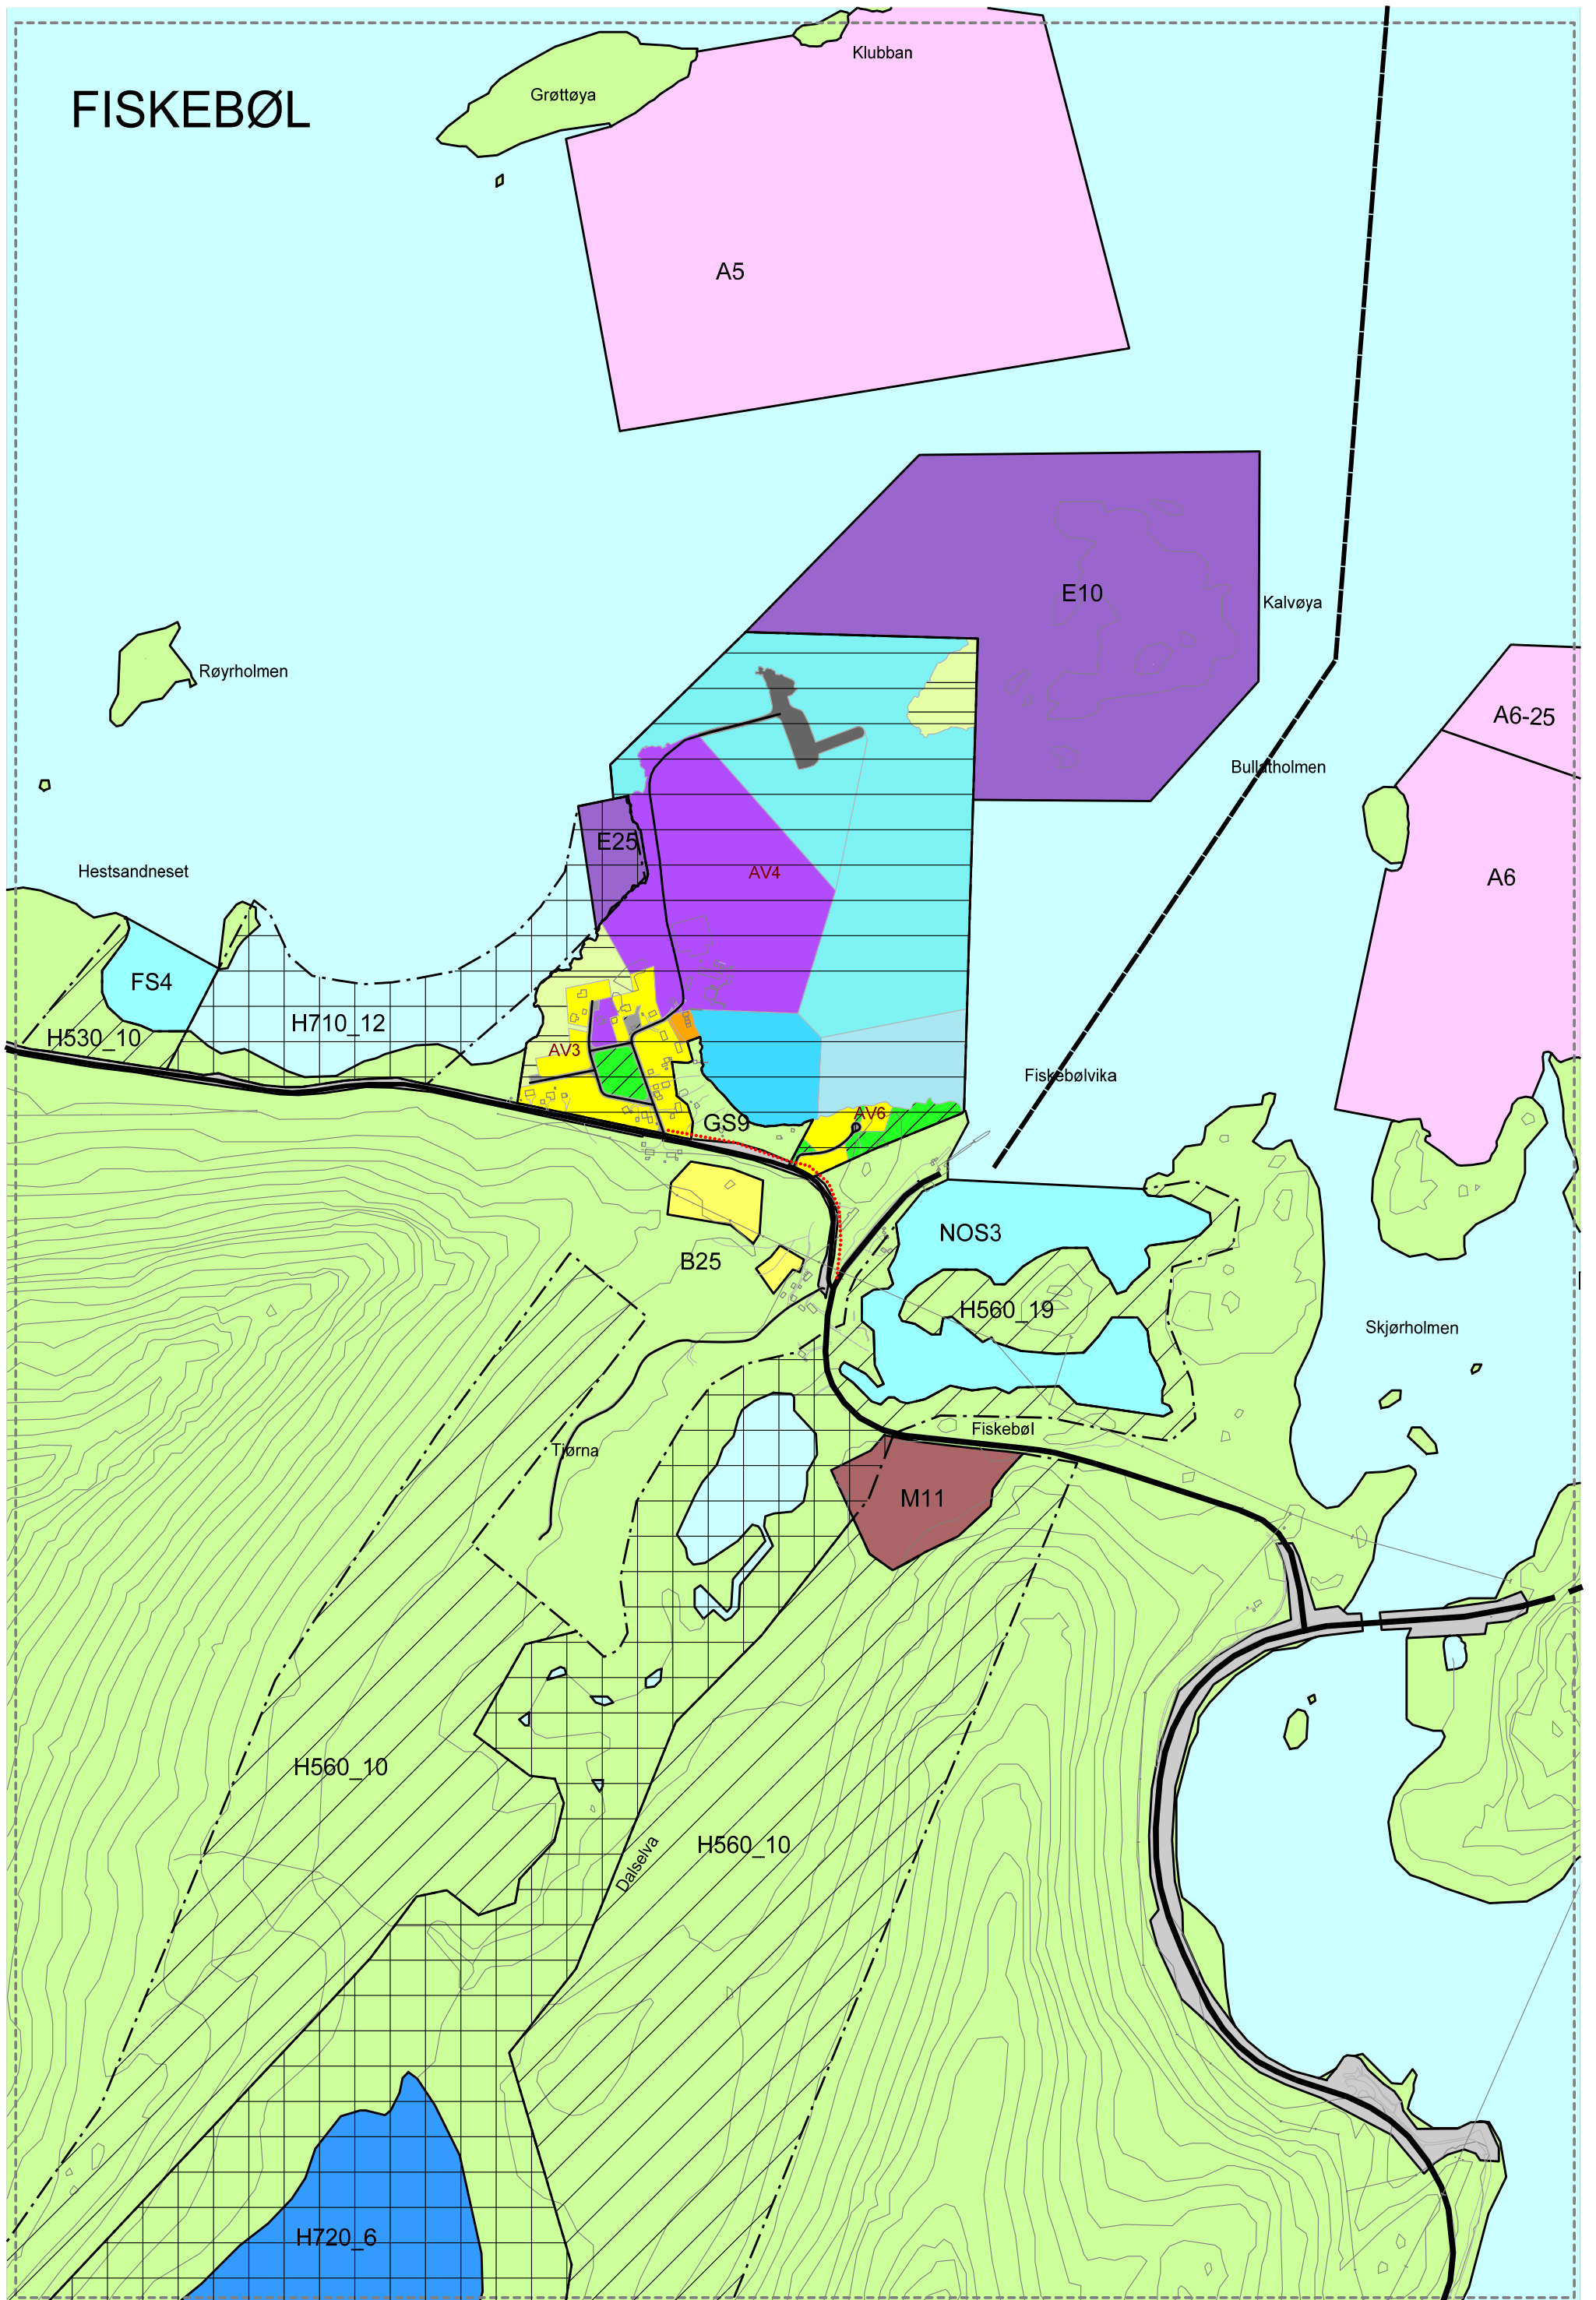 Klubban
Grøttøya
FISKEBØL
A5
E10
Kalvøya
Røyrholmen
A6-25
Bullatholmen
E25
Hestsandneset
AV4
A6
FS4
H710_12
H530_10
AV3
Fiskebølvika
AV6
GS9
NOS3
B25
H560_19
Skjørholmen
Fiskebøl
Tjørna
M11
H560_10
H560_10
Dalselva
H720_6